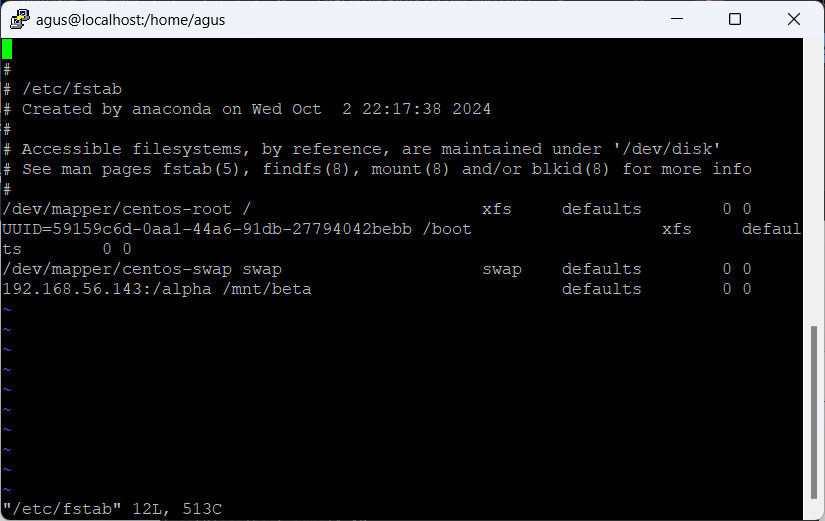 agus@localhost:/home/agus
#
# /etc/fstab
# Created by anaconda on Wed Oct  2 22:17:38 2024
#
# Accessible filesystems, by reference, are maintained under '/dev/disk'
# See man pages fstab(5), findfs(8), mount(8) and/or blkid(8) for more info
#
/dev/mapper/centos-root /                       xfs     defaults        0 0
UUID=59159c6d-0aa1-44a6-91db-27794042bebb /boot                   xfs     defaul
ts        0 0
/dev/mapper/centos-swap swap                    swap    defaults        0 0
192.168.56.143:/alpha /mnt/beta                         defaults        0 0
~
~
~
~
~
~
~
~
~
~
"/etc/fstab" 12L, 513C